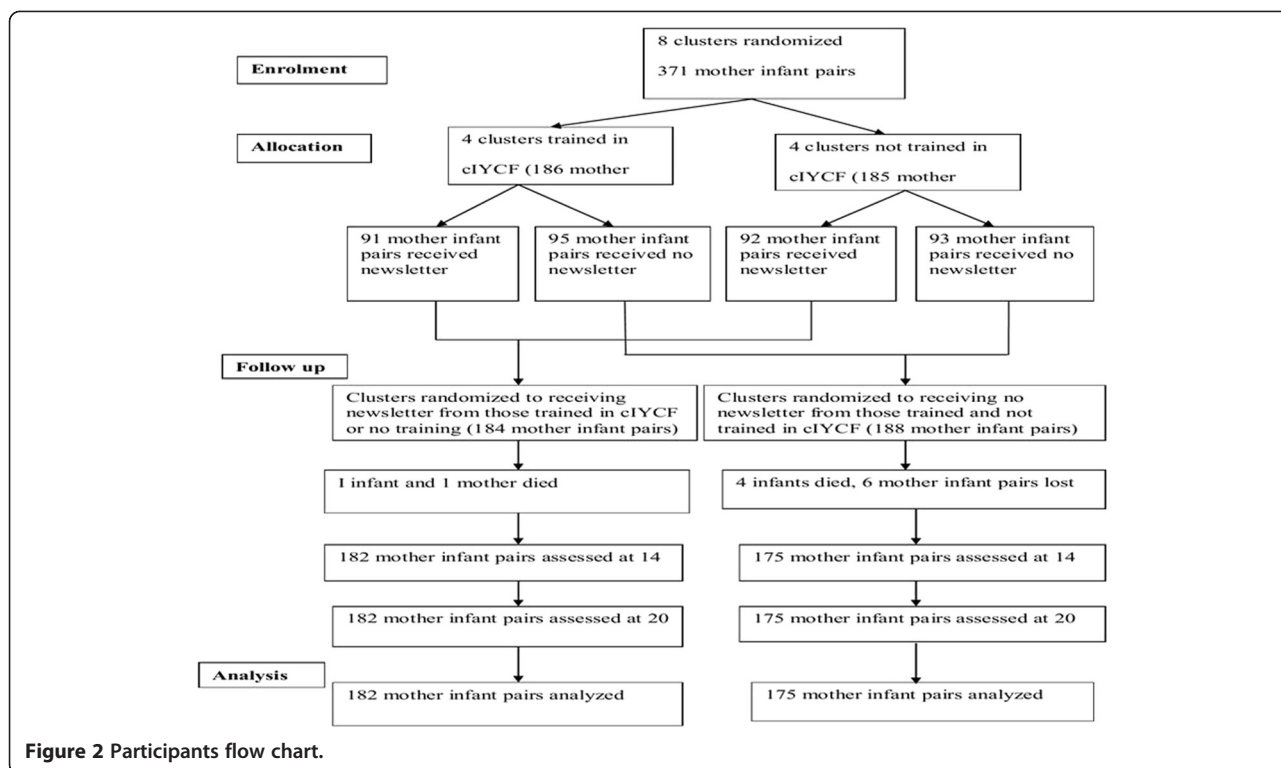 8 clusters randomized
371 mother infant pairs
Enrolment
Allocation
4 clusters trained in
cIYCF (186 mother
4 clusters not trained in
cIYCF (185 mother
91 mother infant
pairs received
newsletter
95 mother infant
pairs received no
newsletter
92 mother infant
pairs received
newsletter
93 mother infant
pairs received no
newsletter
Follow up
Clusters randomized to receiving
newsletter from those trained in cIYCF
or no training (184 mother infant pairs)
Clusters randomized to receiving no
newsletter from those trained and not
trained in cIYCF (188 mother infant pairs)
I infant and 1 mother died
4 infants died, 6 mother infant pairs lost
182 mother infant pairs assessed at 14
175 mother infant pairs assessed at 14
182 mother infant pairs assessed at 20
175 mother infant pairs assessed at 20
Analysis
182 mother infant pairs analyzed
175 mother infant pairs analyzed
Figure 2 Participants flow chart.